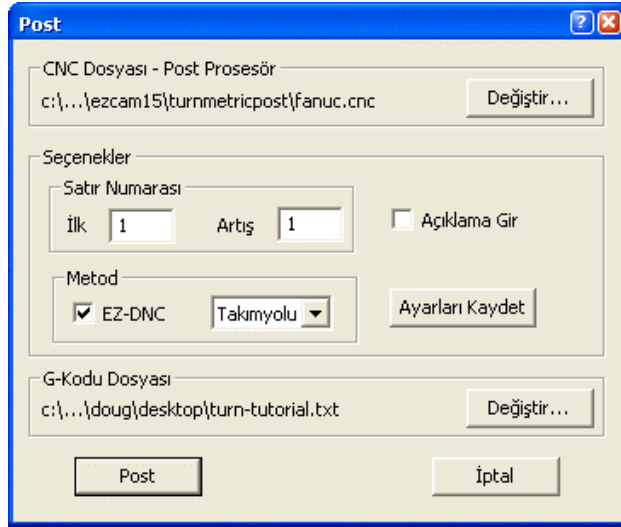 Post
CNC Dosyası - Post Prosesör
c:\...\ezcam15\turnmetricpost\fanuc.cnc
Değiştir...
Seçenekler
Satır Numarası
İlk 1 Artış 1
Açıklama Gir
Metod
EZ-DNC Takımyolu
Ayarları Kaydet
G-Kodu Dosyası
c:\...\doug\desktop\turn-tutorial.txt
Değiştir...
Post İptal